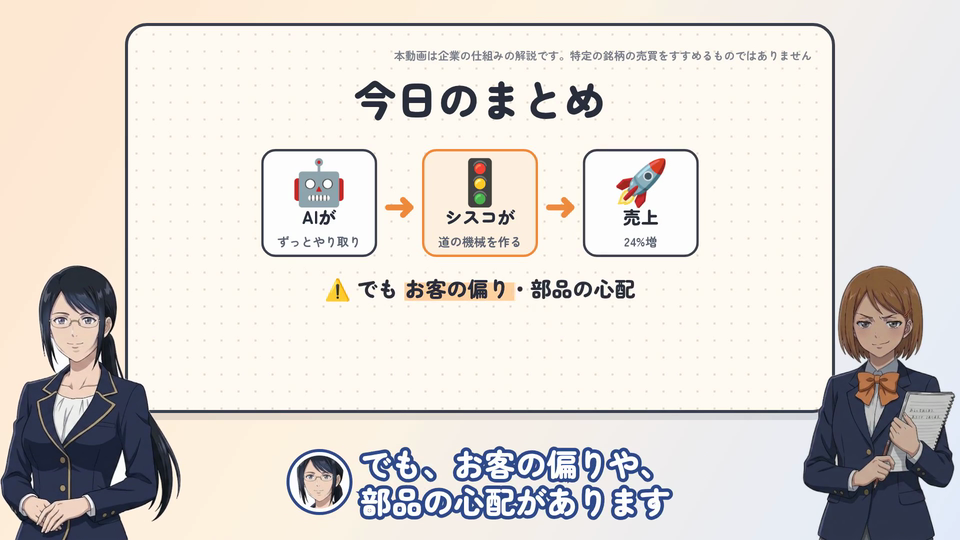 本動画は企業の仕組みの解説です。特定の銘柄の売買をすすめるものではありません
今日のまとめ
AIが
ずっとやり取り
シスコが
道の機械を作る
売上
24%増
でも お客の偏り・部品の心配
でも、お客の偏りや、
部品の心配があります